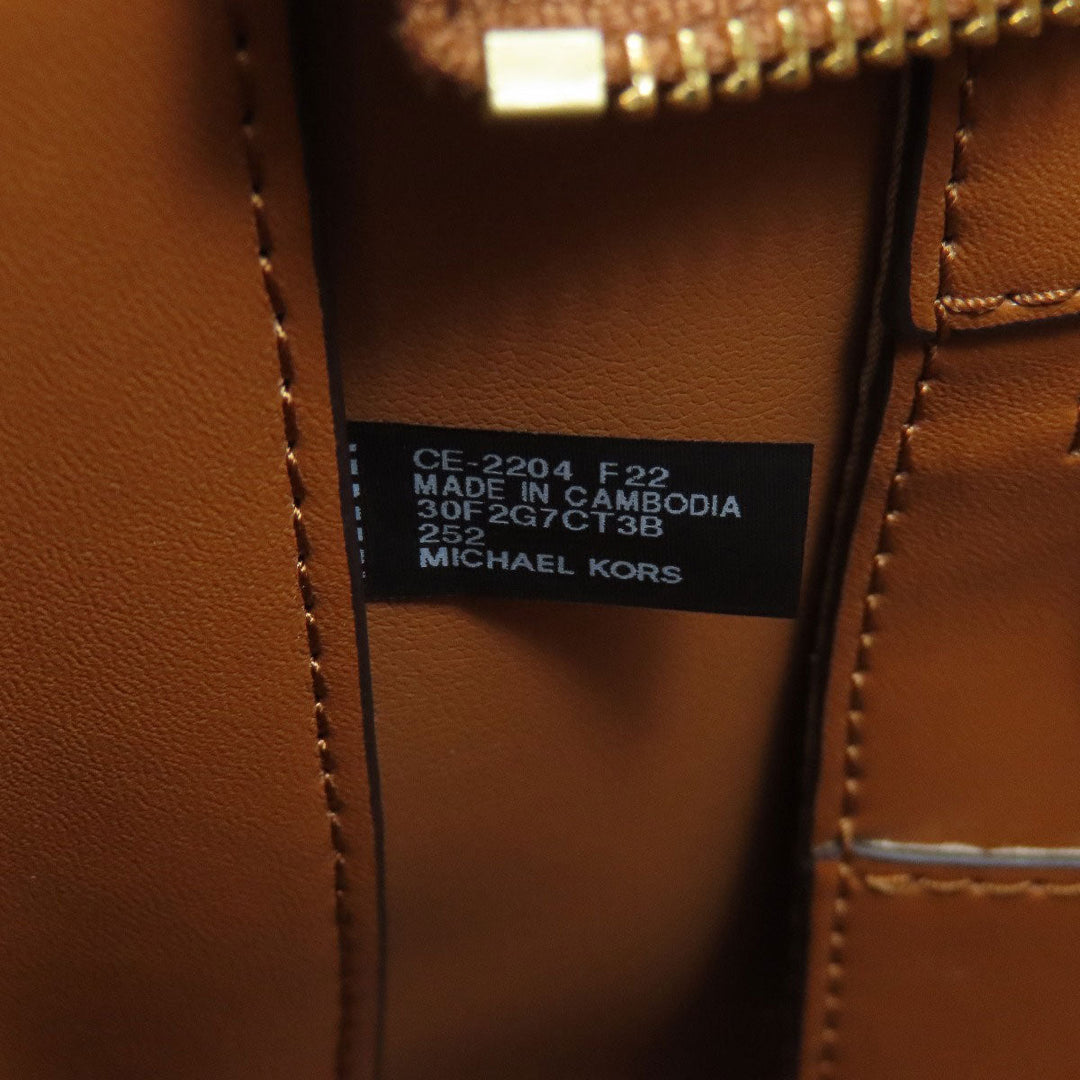 CE-2204 F22
MADE IN CAMBODIA
30F2G7CT3B
252
MICHAEL KORS